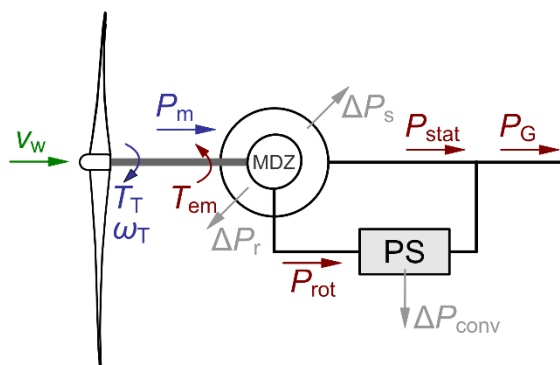 P_m
ΔP_s
P_stat
P_G
v_w
MDZ
T_T
ω_T
T_em
ΔP_r
PS
P_rot
ΔP_conv